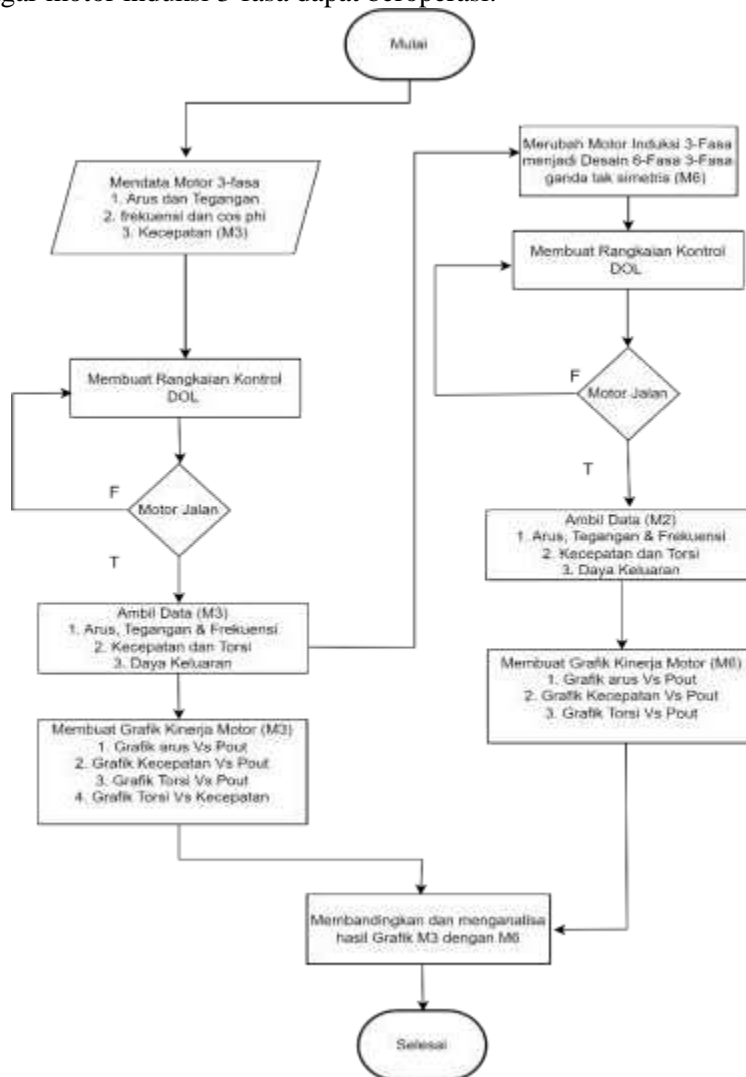 gar motor induksi 3-fasa dapat beroperasi.
Mulai
Mendata Motor 3-fasa
1. Arus dan Tegangan
2. frekuensi dan cos phi
3. Kecepatan (M3)
Membuat Rangkaian Kontrol
DOL
F
Motor Jalan
T
Ambil Data (M3)
1. Arus, Tegangan & Frekuensi
2. Kecepatan dan Torsi
3. Daya Keluaran
Membuat Grafik Kinerja Motor (M3)
1. Grafik arus Vs Pout
2. Grafik Kecepatan Vs Pout
3. Grafik Torsi Vs Pout
4. Grafik Torsi Vs Kecepatan
Merubah Motor Induksi 3-Fasa
menjadi Desain 6-Fasa 3-Fasa
ganda tak simetris (M6)
Membuat Rangkaian Kontrol
DOL
F
Motor Jalan
T
Ambil Data (M2)
1. Arus, Tegangan & Frekuensi
2. Kecepatan dan Torsi
3. Daya Keluaran
Membuat Grafik Kinerja Motor (M6)
1. Grafik arus Vs Pout
2. Grafik Kecepatan Vs Pout
3. Grafik Torsi Vs Pout
Membandingkan dan menganalisa
hasil Grafik M3 dengan M6
Selesai